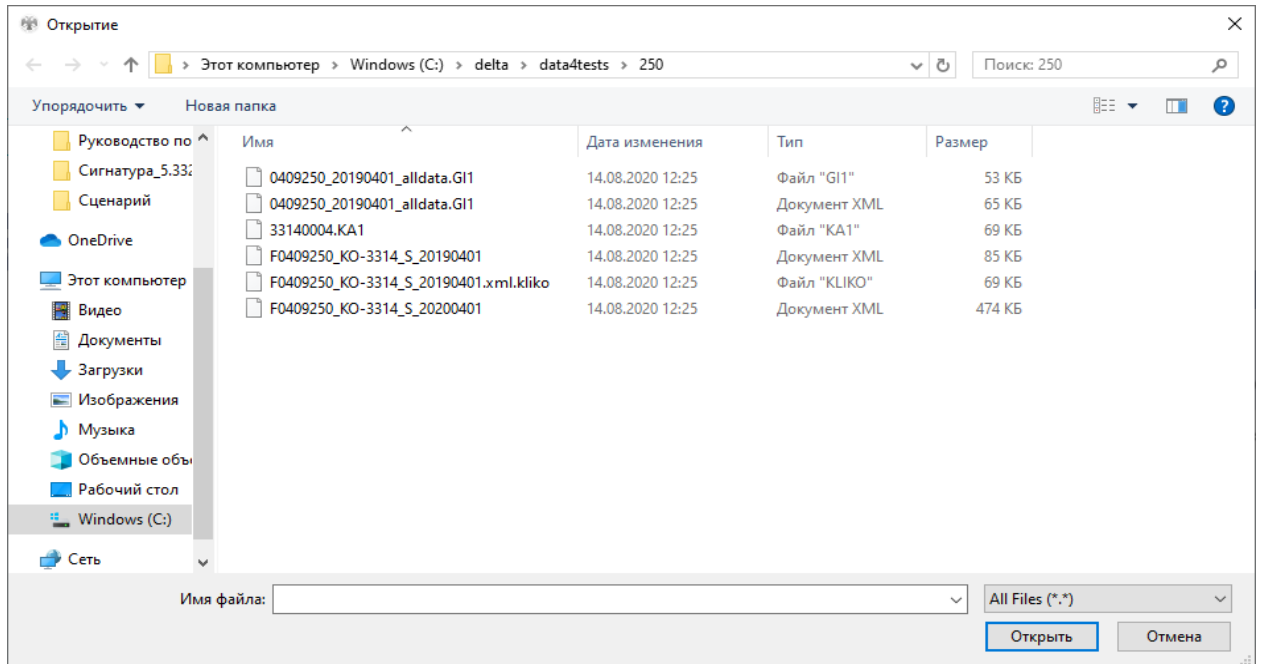 Открытие
Этот компьютер > Windows (C:) > delta > data4tests > 250
Поиск: 250
Упорядочить
Новая папка
Руководство по
Сигнатура_5.332
Сценарий
OneDrive
Этот компьютер
Видео
Документы
Загрузки
Изображения
Музыка
Объемные объ
Рабочий стол
Windows (C:)
Сеть
Имя Дата изменения Тип Размер
0409250_20190401_alldata.GI1 14.08.2020 12:25 Файл "GI1" 53 КБ
0409250_20190401_alldata.GI1 14.08.2020 12:25 Документ XML 65 КБ
33140004.KA1 14.08.2020 12:25 Файл "KA1" 69 КБ
F0409250_KO-3314_S_20190401 14.08.2020 12:25 Документ XML 85 КБ
F0409250_KO-3314_S_20190401.xml.kliko 14.08.2020 12:25 Файл "KLIKO" 69 КБ
F0409250_KO-3314_S_20200401 14.08.2020 12:25 Документ XML 474 КБ
Имя файла:
All Files (*.*)
Открыть
Отмена